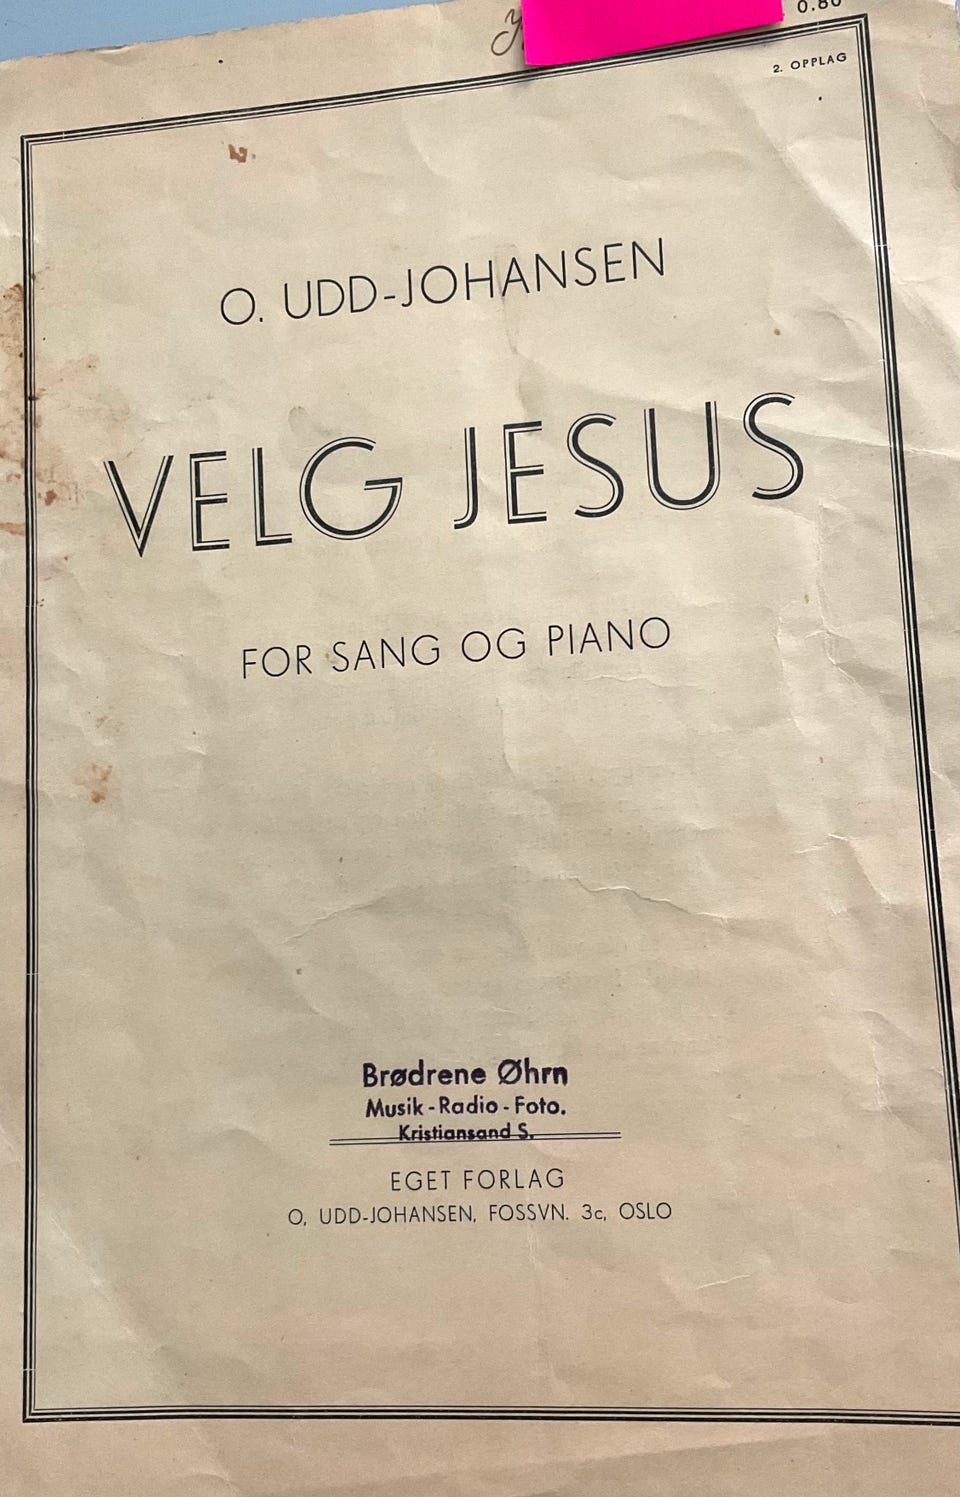 0.80
2. OPPLAG
O. UDD-JOHANSEN
VELG JESUS
FOR SANG OG PIANO
Brødrene Øhrn
Musik - Radio - Foto.
Kristiansand S.
EGET FORLAG
O, UDD-JOHANSEN, FOSSVN. 3c, OSLO